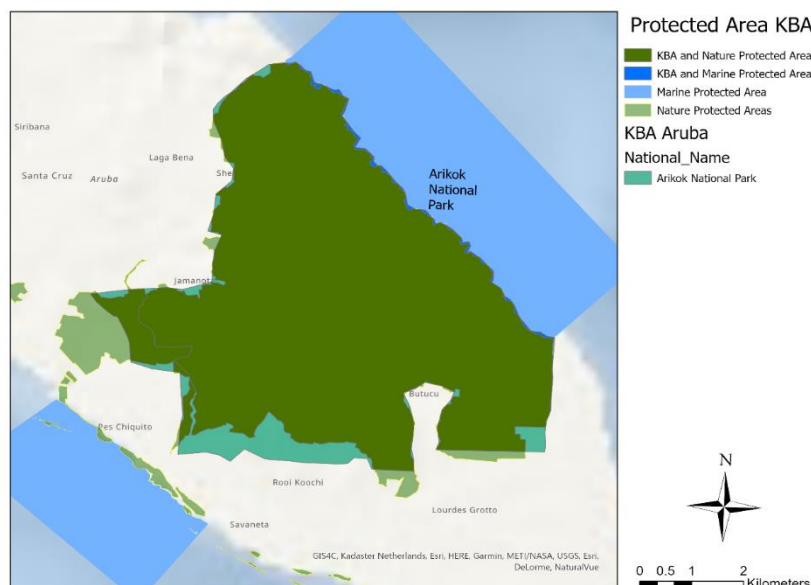 Protected Area KBA
KBA and Nature Protected Area
KBA and Marine Protected Area
Marine Protected Area
Nature Protected Areas
KBA Aruba
National_Name
Arikok National Park
Siribana
Laga Bena
Santa Cruz
Aruba
She
Arikok
National
Park
Jamanot
Butucu
Pes Chiquito
Rooi Koochi
Lourdes Grotto
Savaneta
GIS4C, Kadaster Netherlands, Esri, HERE, Garmin, METI/NASA, USGS, Esri,
DeLorme, NaturalVue
N
0 0.5 1 2
Kilometers